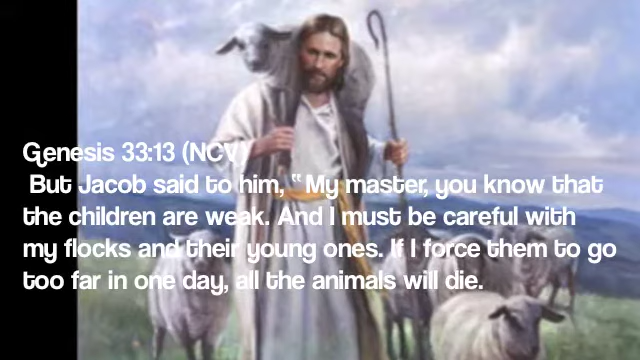 Genesis 33:13 (NCV)
But Jacob said to him, “ My master, you know that
the children are weak. And I must be careful with
my flocks and their young ones. If I force them to go
too far in one day, all the animals will die.